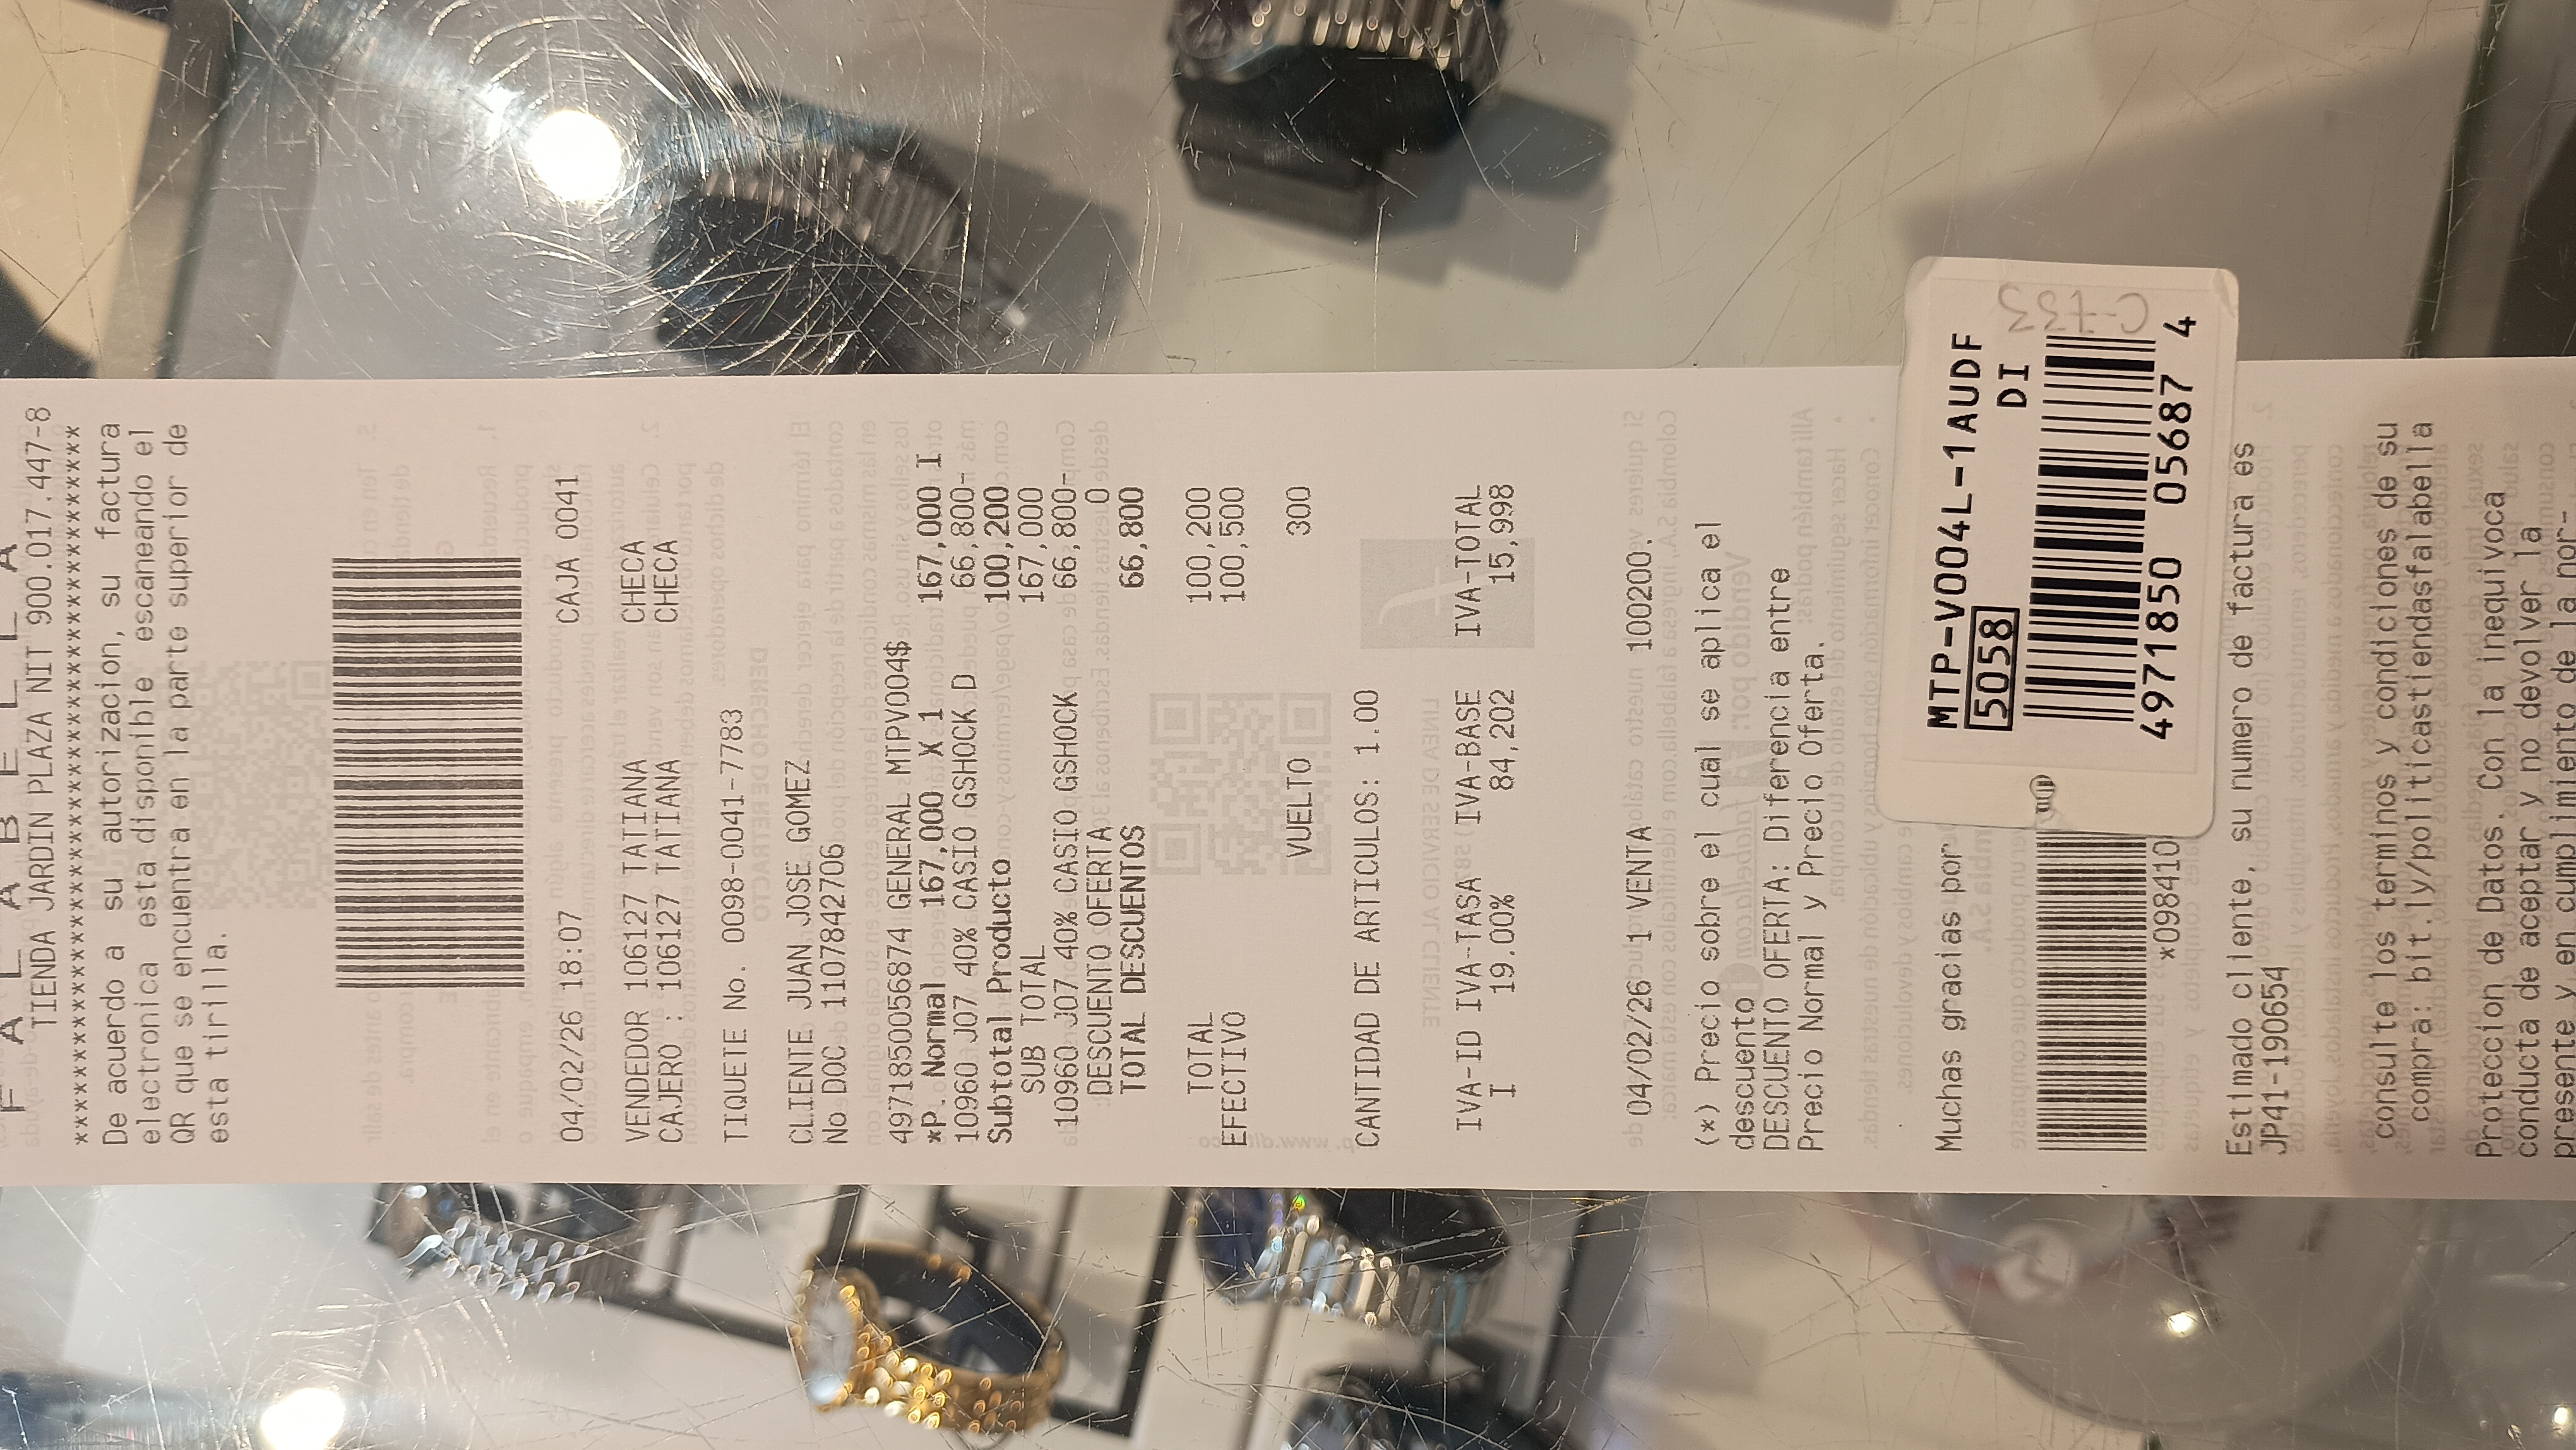 F A L A B E L L A
TIENDA JARDIN PLAZA NIT 900.017.447-8
****************************************
De acuerdo a su autorizacion, su factura
electronica esta disponible escaneando el
QR que se encuentra en la parte superior de
esta tirilla.
04/02/26 18:07 CAJA 0041
VENDEDOR 106127 TATIANA CHECA
CAJERO : 106127 TATIANA CHECA
TIQUETE No. 0098-0041-7783
CLIENTE JUAN JOSE GOMEZ
No DOC 1107842706
4971850056874 GENERAL MTPV004$
*P. Normal 167,000 X 1 167,000 I
10960 J07 40% CASIO GSHOCK D 66,800-
Subtotal Producto 100,200
SUB TOTAL 167,000
10960 J07 40% CASIO GSHOCK 66,800-
DESCUENTO OFERTA 0
TOTAL DESCUENTOS 66,800
TOTAL 100,200
EFECTIVO 100,500
VUELTO 300
CANTIDAD DE ARTICULOS: 1.00
IVA-ID IVA-TASA IVA-BASE IVA-TOTAL
I 19.00% 84,202 15,998
04/02/26 1 VENTA 100200.
(*) Precio sobre el cual se aplica el
descuento
DESCUENTO OFERTA: Diferencia entre
Precio Normal y Precio Oferta.
Muchas gracias por
*098410
MTP-V004L-1AUDF
5058 DI
4971850 05687 4
C-733
Estimado cliente, su numero de factura es
JP41-190654
consulte los terminos y condiciones de su
compra: bit.ly/politicastiendasfalabella
Proteccion de Datos. Con la inequivoca
conducta de aceptar y no devolver la
presente y en cumplimiento de la nor-